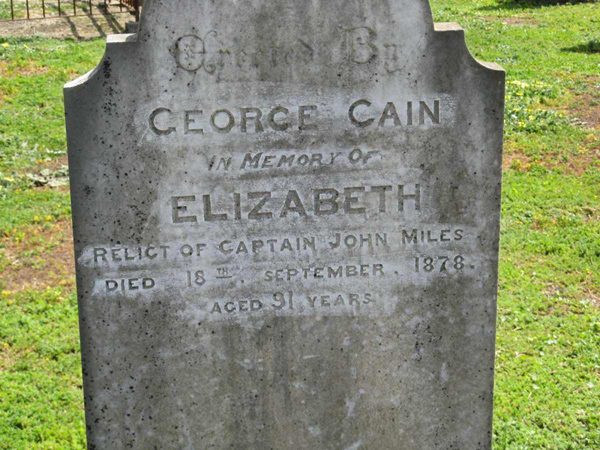 Erected By
GEORGE CAIN
IN MEMORY OF
ELIZABETH
RELICT OF CAPTAIN JOHN MILES
DIED 18TH. SEPTEMBER. 1878.
AGED 91 YEARS